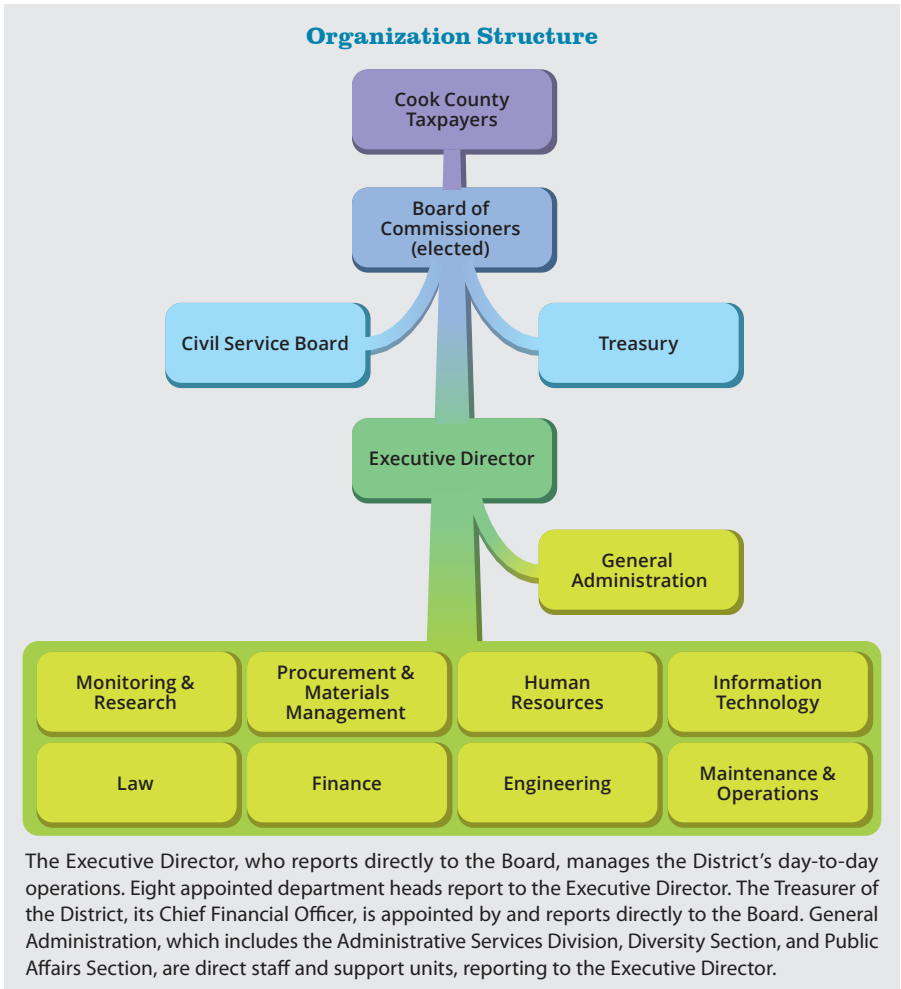 Organization Structure
Cook County
Taxpayers
Board of
Commissioners
(elected)
Civil Service Board
Treasury
Executive Director
General
Administration
Monitoring &
Research
Procurement &
Materials
Management
Human
Resources
Information
Technology
Law
Finance
Engineering
Maintenance &
Operations
The Executive Director, who reports directly to the Board, manages the District’s day-to-day
operations. Eight appointed department heads report to the Executive Director. The Treasurer of
the District, its Chief Financial Officer, is appointed by and reports directly to the Board. General
Administration, which includes the Administrative Services Division, Diversity Section, and Public
Affairs Section, are direct staff and support units, reporting to the Executive Director.